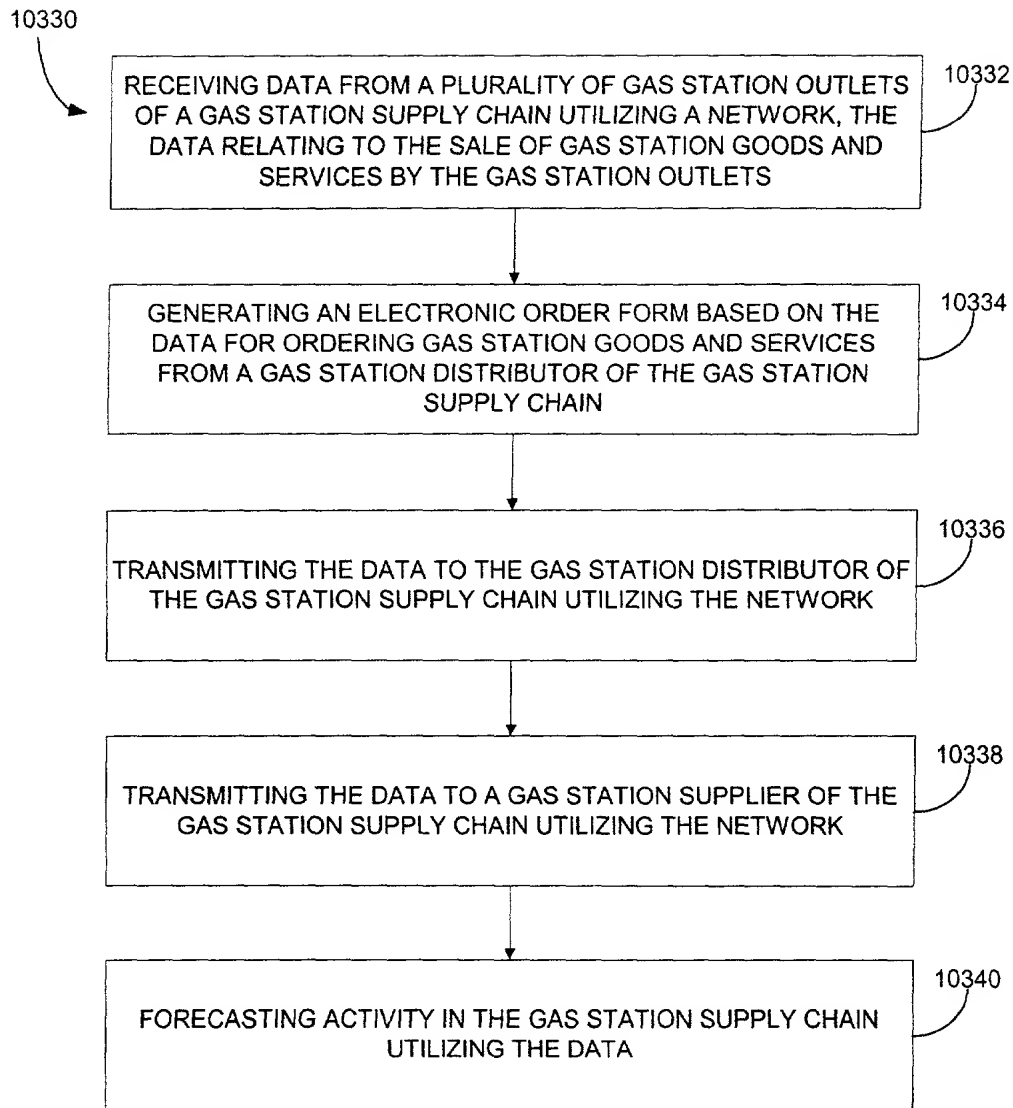 10330
RECEIVING DATA FROM A PLURALITY OF GAS STATION OUTLETS
OF A GAS STATION SUPPLY CHAIN UTILIZING A NETWORK, THE
DATA RELATING TO THE SALE OF GAS STATION GOODS AND
SERVICES BY THE GAS STATION OUTLETS
10332
GENERATING AN ELECTRONIC ORDER FORM BASED ON THE
DATA FOR ORDERING GAS STATION GOODS AND SERVICES
FROM A GAS STATION DISTRIBUTOR OF THE GAS STATION
SUPPLY CHAIN
10334
TRANSMITTING THE DATA TO THE GAS STATION DISTRIBUTOR OF
THE GAS STATION SUPPLY CHAIN UTILIZING THE NETWORK
10336
TRANSMITTING THE DATA TO A GAS STATION SUPPLIER OF THE
GAS STATION SUPPLY CHAIN UTILIZING THE NETWORK
10338
FORECASTING ACTIVITY IN THE GAS STATION SUPPLY CHAIN
UTILIZING THE DATA
10340